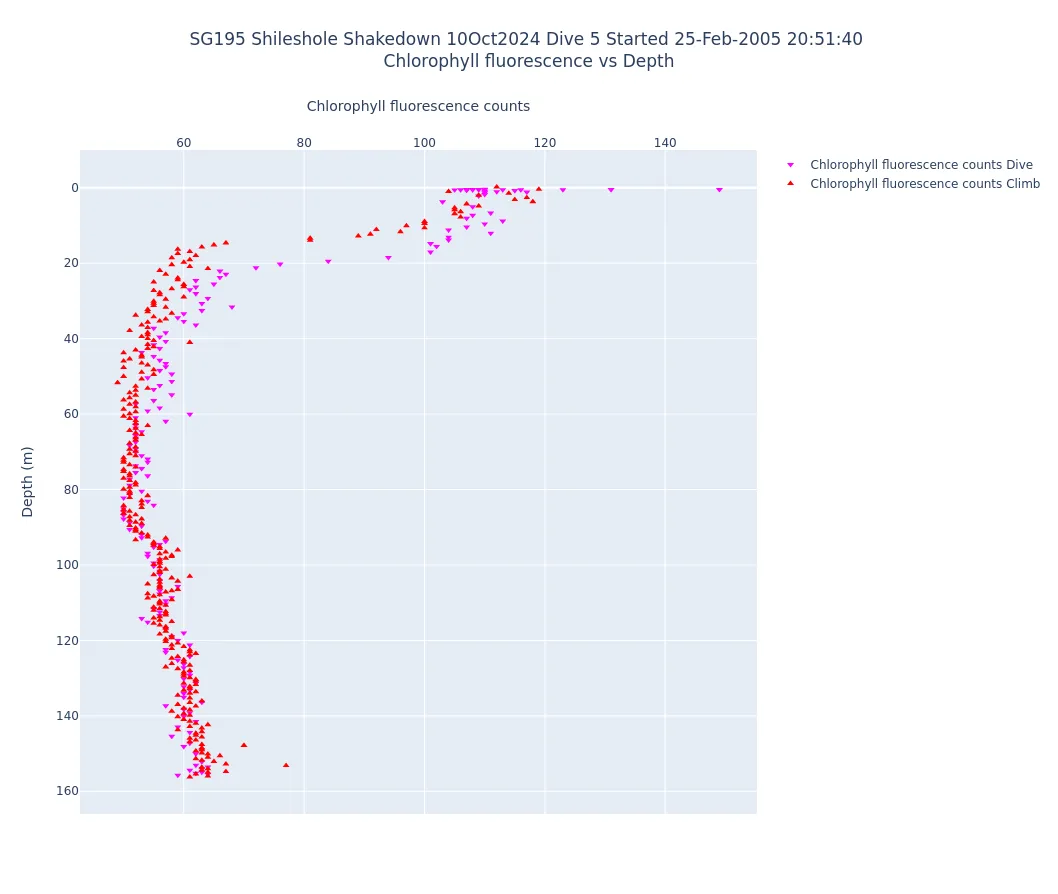 SG195 Shileshole Shakedown 10Oct2024 Dive 5 Started 25-Feb-2005 20:51:40
Chlorophyll fluorescence vs Depth
Chlorophyll fluorescence counts
60 80 100 120 140
Chlorophyll fluorescence counts Dive
Chlorophyll fluorescence counts Climb
0
20
40
60
80
100
120
140
160
Depth (m)